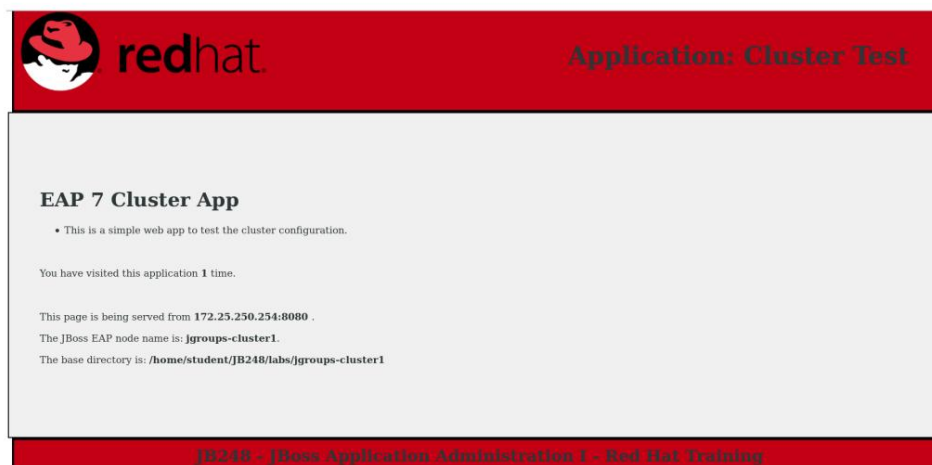 redhat.
Application: Cluster Test
EAP 7 Cluster App
• This is a simple web app to test the cluster configuration.
You have visited this application 1 time.
This page is being served from 172.25.250.254:8080 .
The JBoss EAP node name is: jgroups-cluster1.
The base directory is: /home/student/JB248/labs/jgroups-cluster1
JB248 - JBoss Application Administration I - Red Hat Training